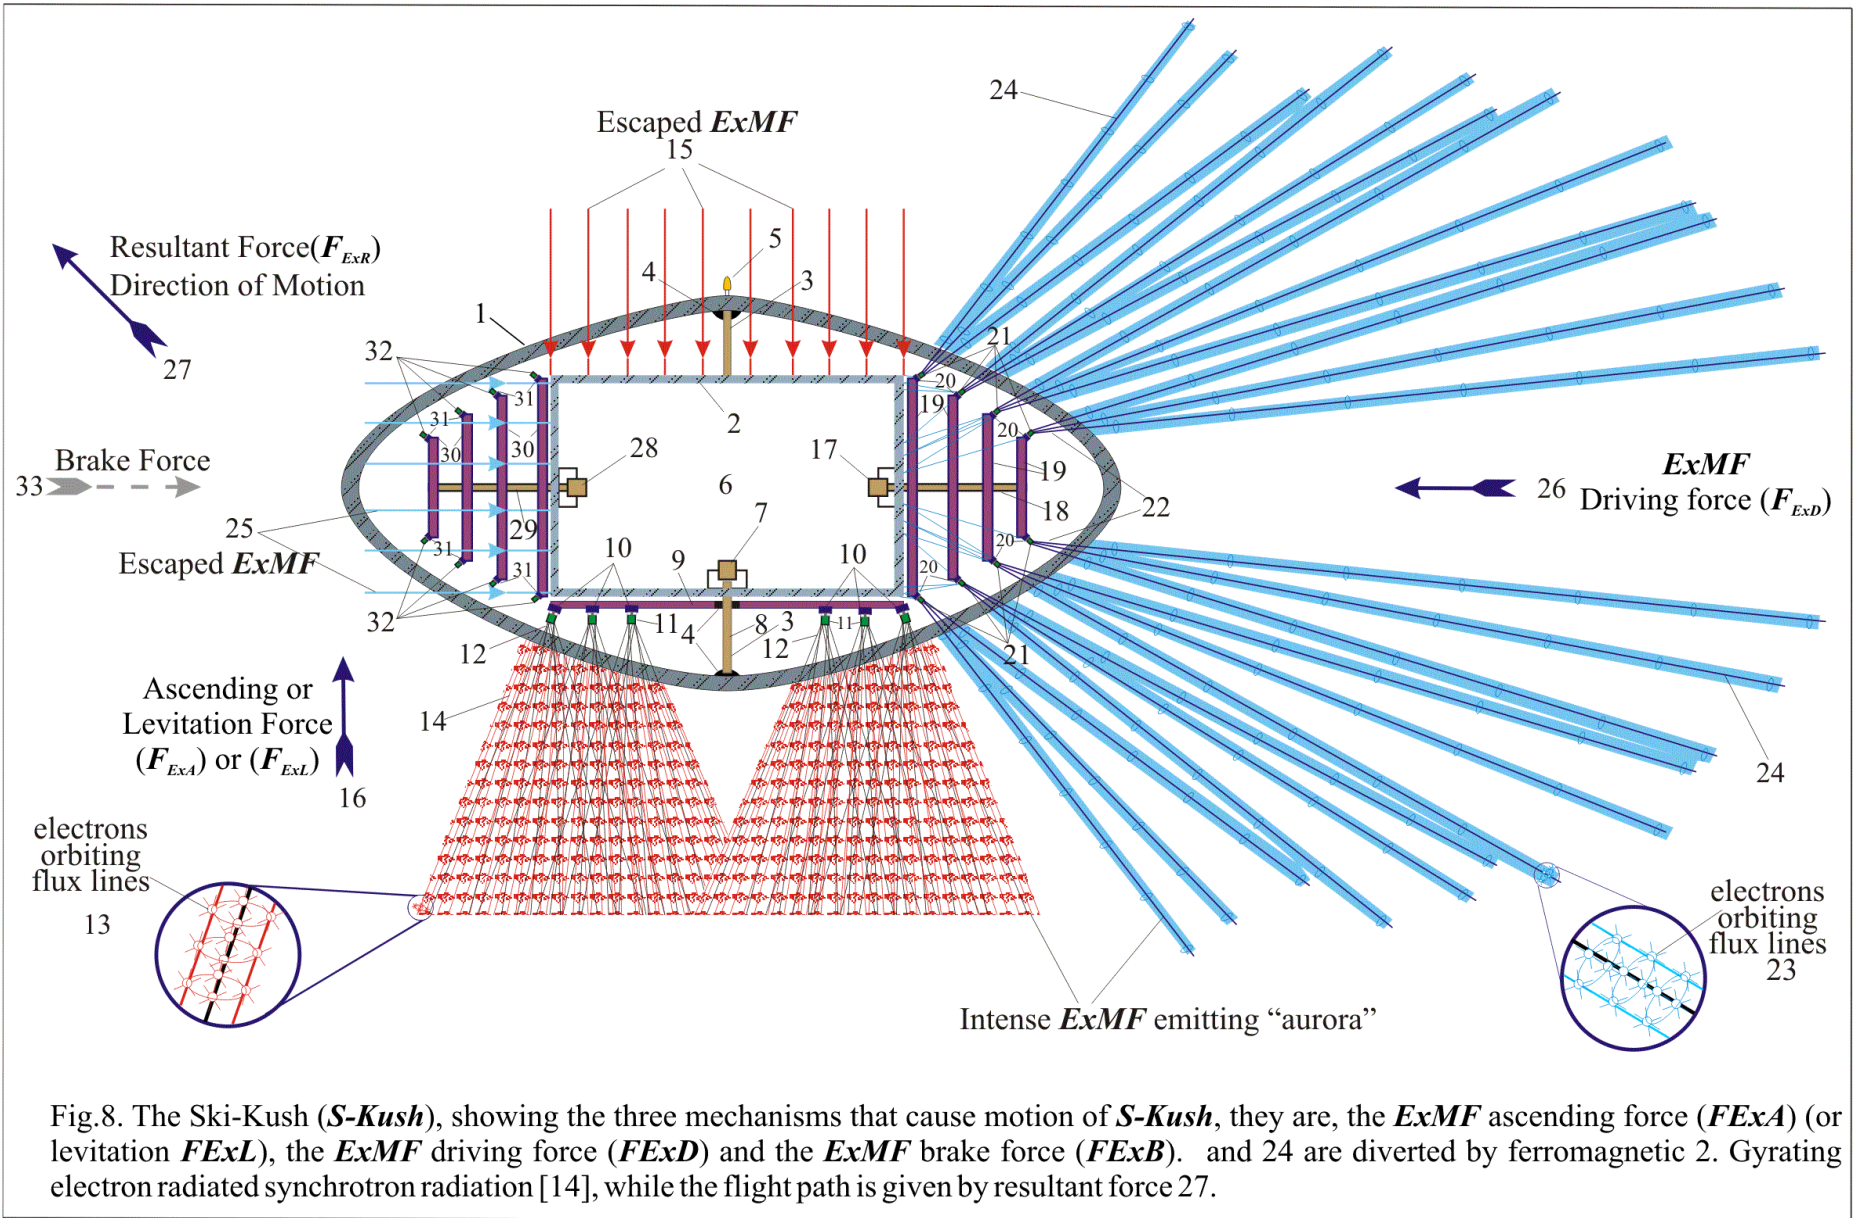 24
Escaped ExMF
15
5
4
3
Resultant Force(F ExR)
Direction of Motion
27
1
32
21
20
31
19
31
2
30
30
20
28
17
6
19
Brake Force
33
ExMF
26
Driving force (F ExD)
18
22
7
25
29
Escaped ExMF
31
31
10
9
10
20
20
32
11
4
8
3
11
12
12
21
14
Ascending or
Levitation Force
(F ExA) or (F ExL)
16
24
electrons
orbiting
flux lines
13
electrons
orbiting
flux lines
23
Intense ExMF emitting “aurora”
Fig.8. The Ski-Kush (S-Kush), showing the three mechanisms that cause motion of S-Kush, they are, the ExMF ascending force (FExA) (or
levitation FExL), the ExMF driving force (FExD) and the ExMF brake force (FExB). and 24 are diverted by ferromagnetic 2. Gyrating
electron radiated synchrotron radiation [14], while the flight path is given by resultant force 27.